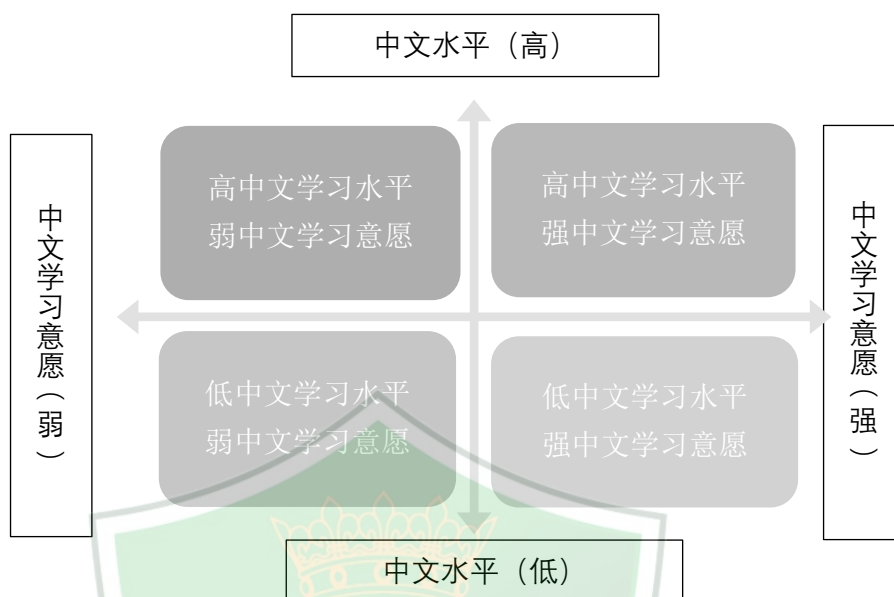 中文水平（高）
高中文学习水平
弱中文学习意愿
高中文学习水平
强中文学习意愿
中文学习意愿（弱）
中文学习意愿（强）
低中文学习水平
弱中文学习意愿
低中文学习水平
强中文学习意愿
中文水平（低）